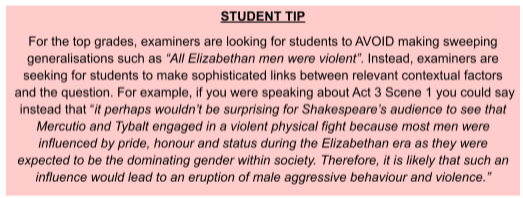 STUDENT TIP
For the top grades, examiners are looking for students to AVOID making sweeping
generalisations such as “All Elizabethan men were violent”. Instead, examiners are
seeking for students to make sophisticated links between relevant contextual factors
and the question. For example, if you were speaking about Act 3 Scene 1 you could say
instead that “it perhaps wouldn’t be surprising for Shakespeare’s audience to see that
Mercutio and Tybalt engaged in a violent physical fight because most men were
influenced by pride, honour and status during the Elizabethan era as they were
expected to be the dominating gender within society. Therefore, it is likely that such an
influence would lead to an eruption of male aggressive behaviour and violence.”